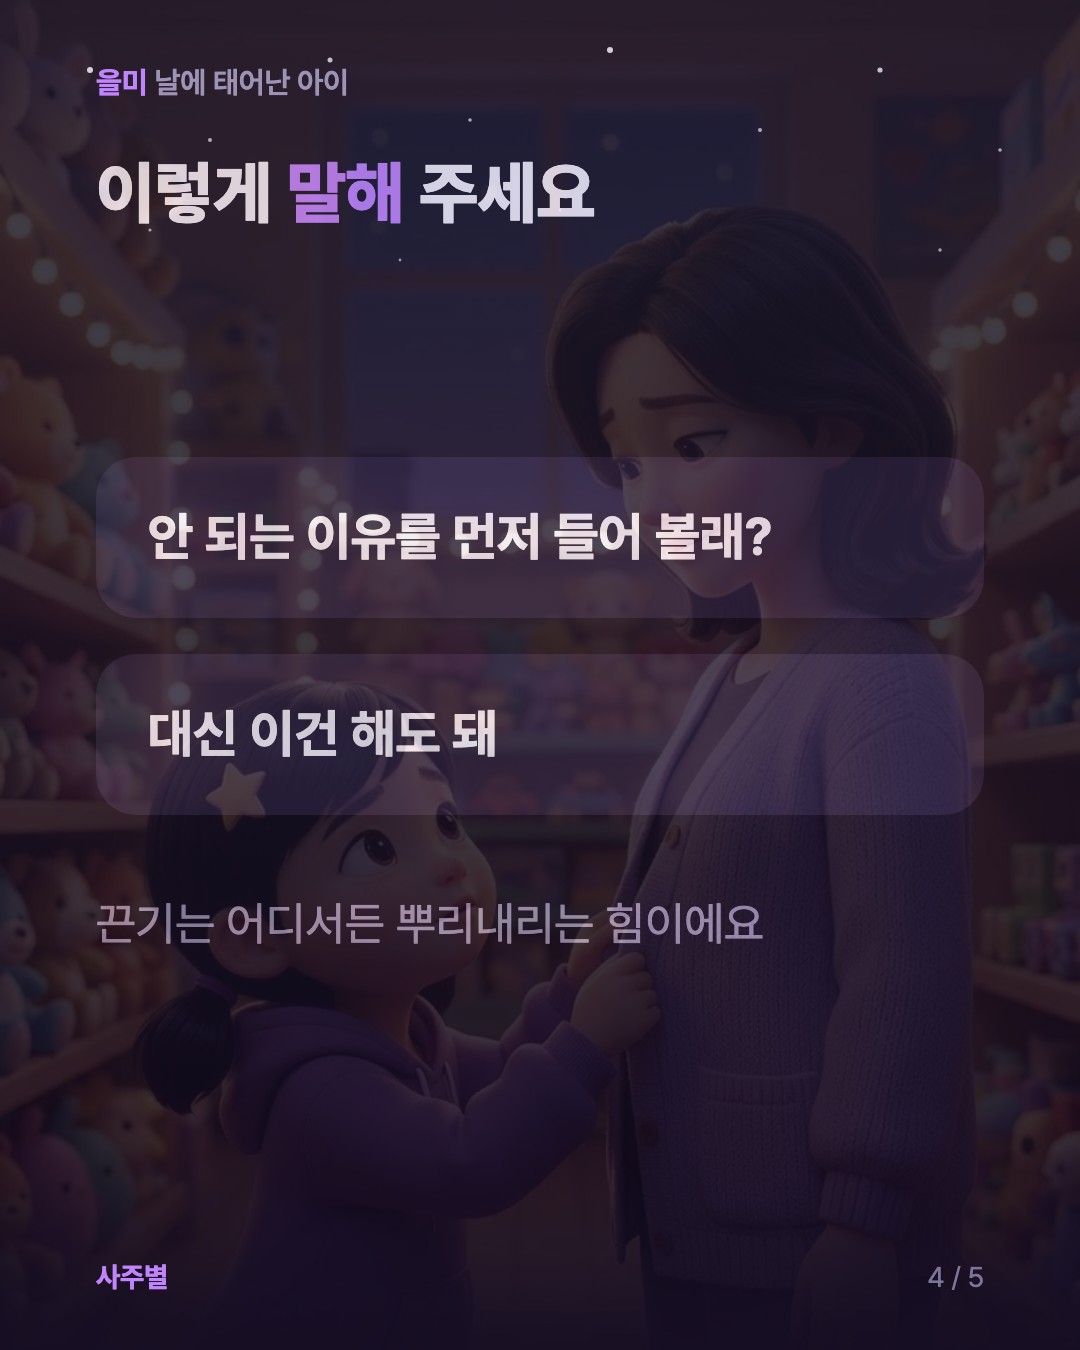 을미 날에 태어난 아이
이렇게 말해 주세요
안 되는 이유를 먼저 들어 볼래?
대신 이건 해도 돼
끈기는 어디서든 뿌리내리는 힘이에요
사주별
4 / 5